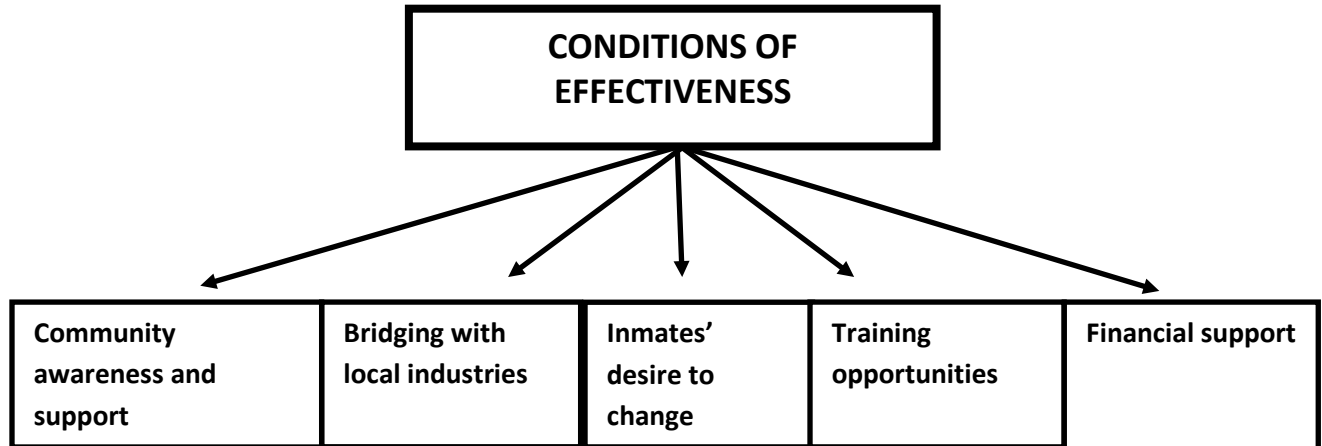 CONDITIONS OF
EFFECTIVENESS
Community
awareness and
support
Bridging with
local industries
Inmates’
desire to
change
Training
opportunities
Financial support